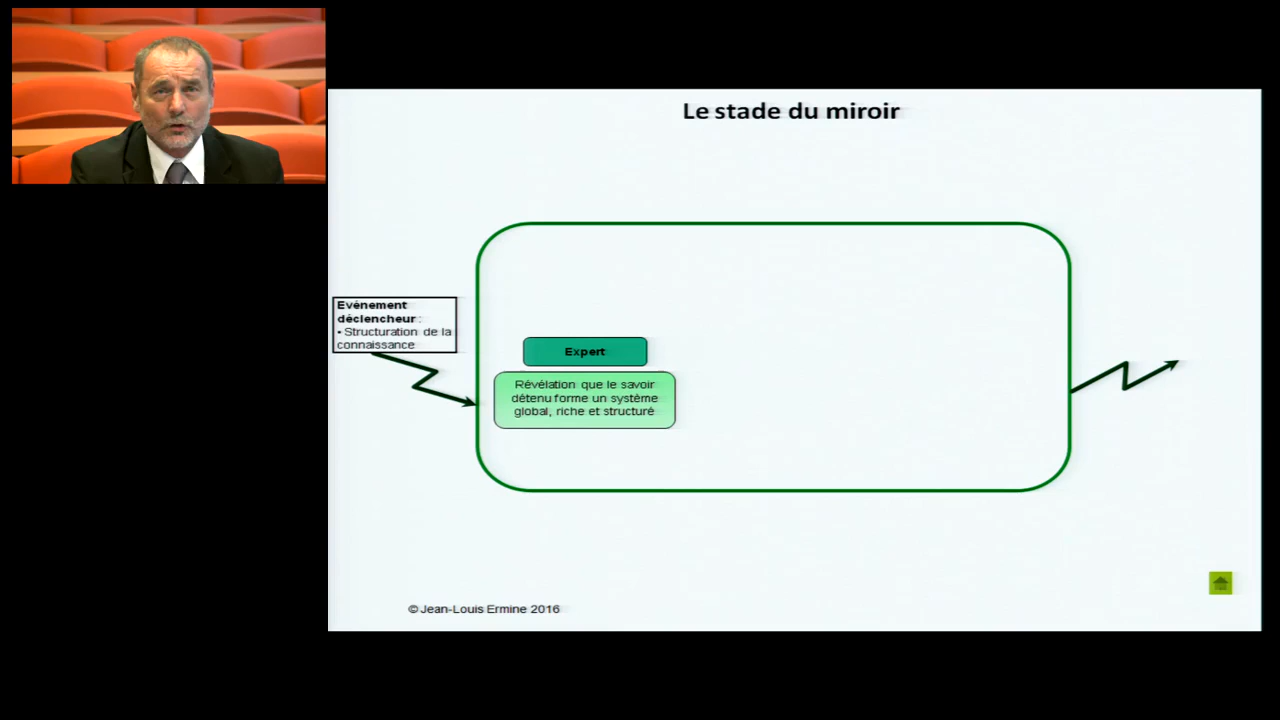 Le stade du miroir
Evénement
déclencheur :
• Structuration de la
connaissance
Expert
Révélation que le savoir
détenu forme un système
global, riche et structuré
© Jean-Louis Ermine 2016